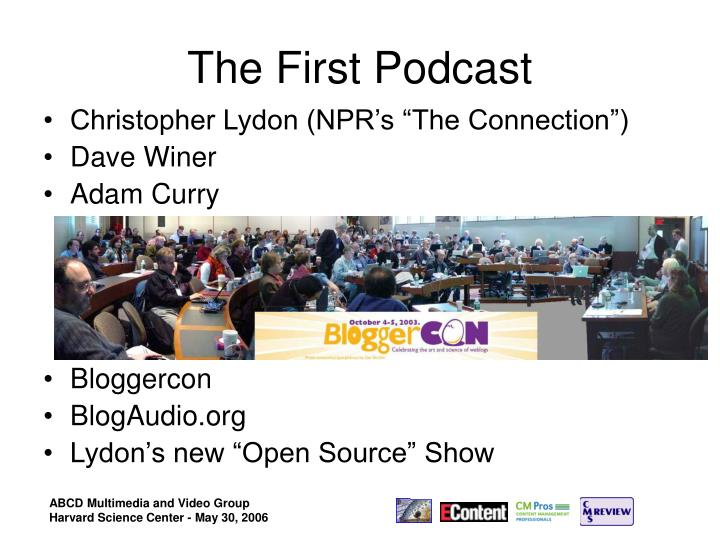 The First Podcast
• Christopher Lydon (NPR’s “The Connection”)
• Dave Winer
• Adam Curry
October 4-5, 2003.
BloggerCON
Celebrating the art and science of weblogs
• Bloggercon
• BlogAudio.org
• Lydon’s new “Open Source” Show
ABCD Multimedia and Video Group
Harvard Science Center - May 30, 2006
EContent
CM Pros
CONTENT MANAGEMENT
PROFESSIONALS
CMS REVIEW